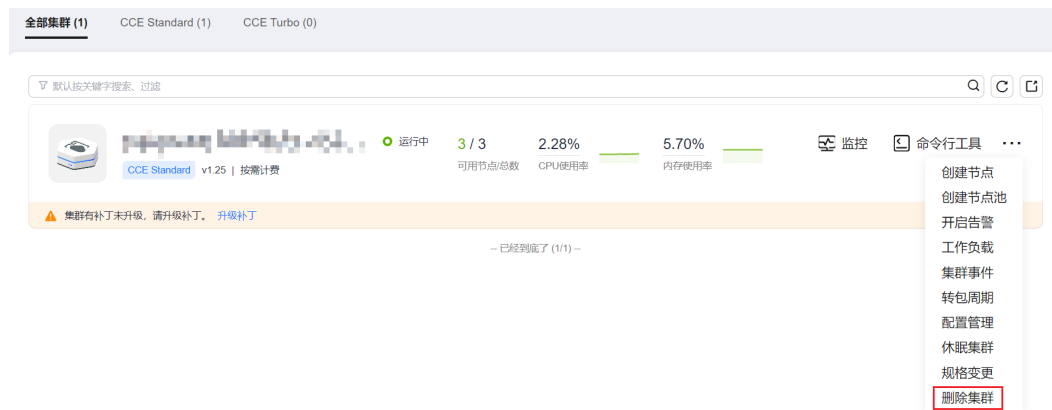 全部集群 (1) CCE Standard (1) CCE Turbo (0)
默认按关键字搜索、过滤
运行中 3 / 3 2.28% 5.70% 监控 命令行工具 ...
可用节点/总数 CPU使用率 内存使用率
CCE Standard v1.25 | 按需计费
创建节点
创建节点池
集群有补丁未升级，请升级补丁。 升级补丁
开启告警
工作负载
-- 已经到底了 (1/1) --
集群事件
转包周期
配置管理
休眠集群
规格变更
删除集群